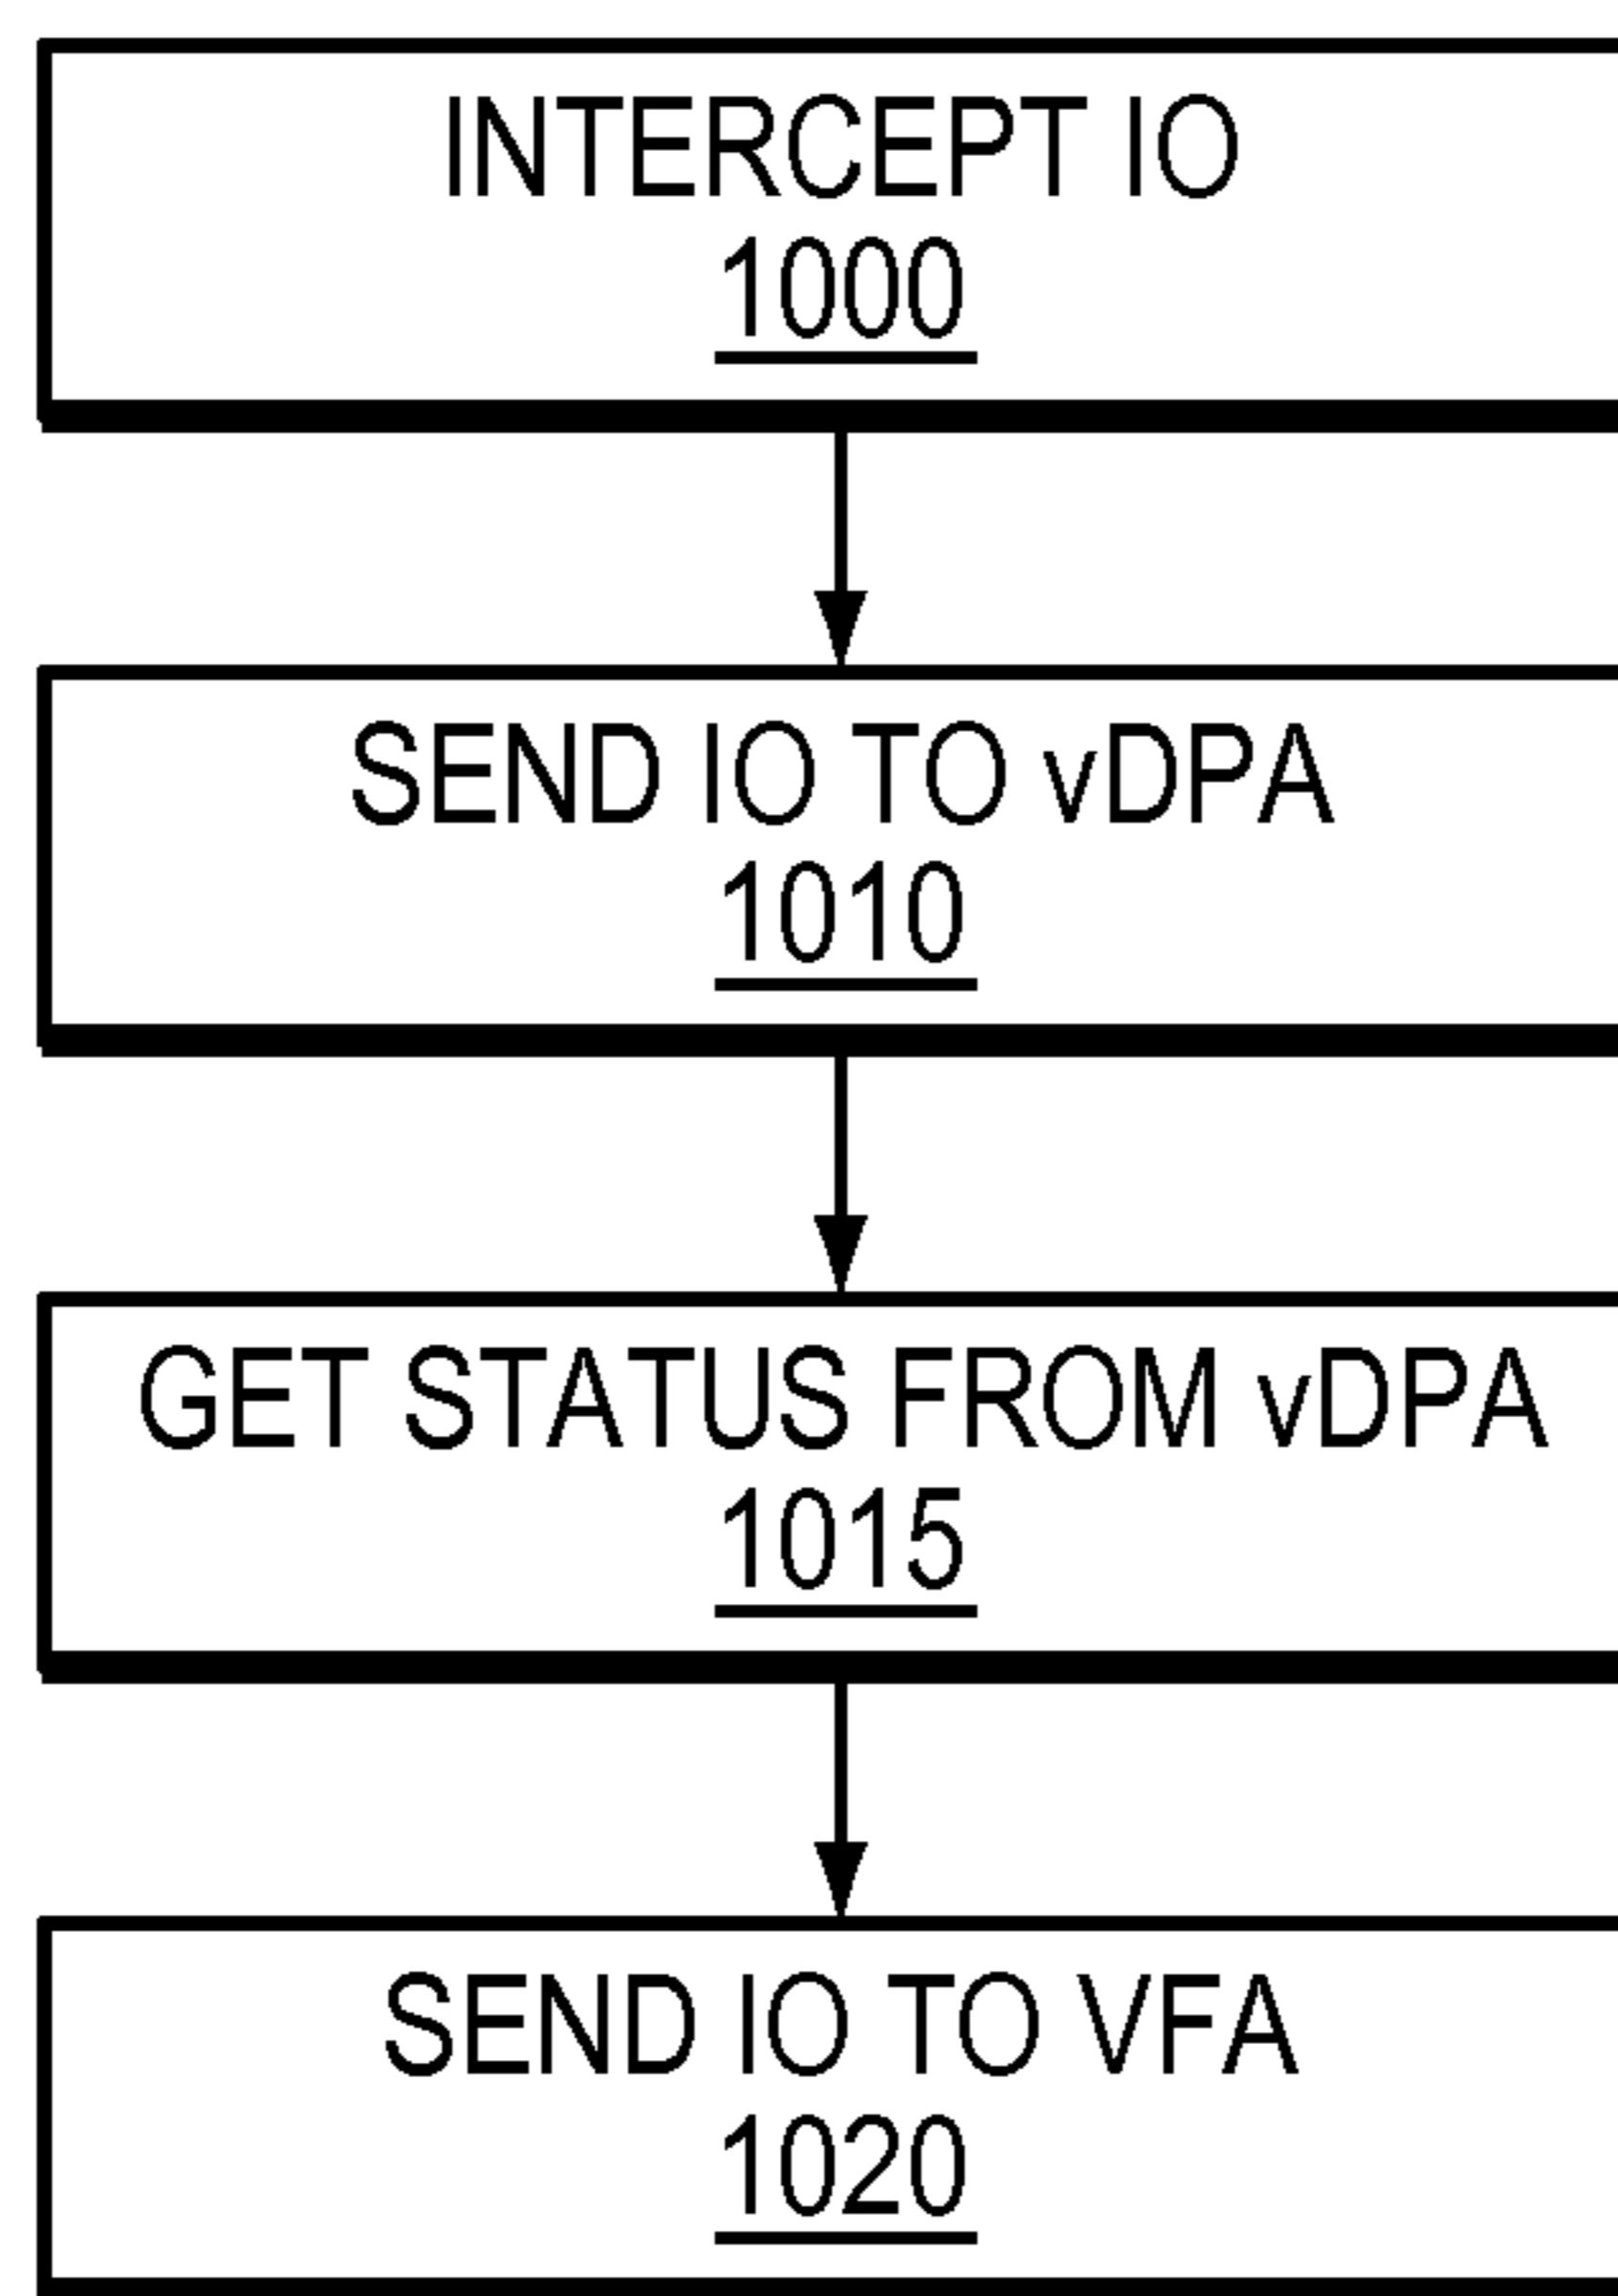 INTERCEPT IO
1000
SEND IO TO vDPA
1010
GET STATUS FROM vDPA
1015
SEND IO TO VFA
1020